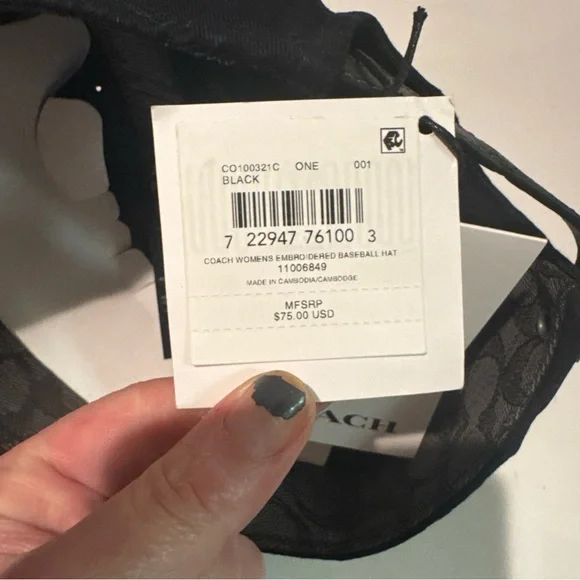 CO100321C ONE 001
BLACK
7 22947 76100 3
COACH WOMENS EMBROIDERED BASEBALL HAT
11006849
MADE IN CAMBODIA/CAMBODGE
MFSRP
$75.00 USD
ACH